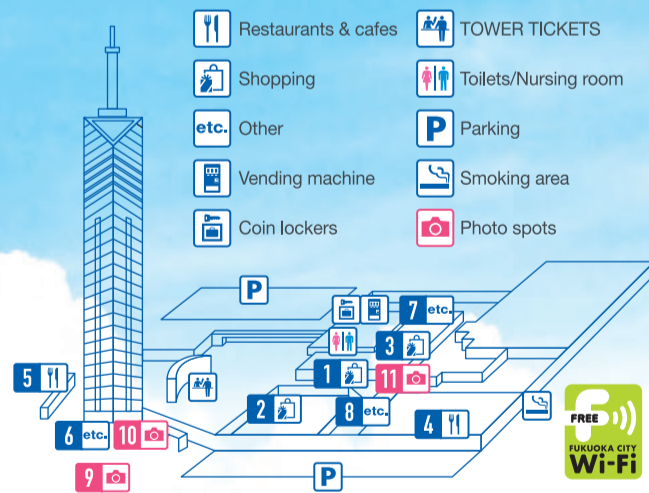 Restaurants & cafes
TOWER TICKETS
Shopping
Toilets/Nursing room
etc. Other
P Parking
Vending machine
Smoking area
Coin lockers
Photo spots
P
7 etc.
3
1
11
5
2
8 etc.
4
6 etc.
10
9
P
FREE
FUKUOKA CITY
Wi-Fi